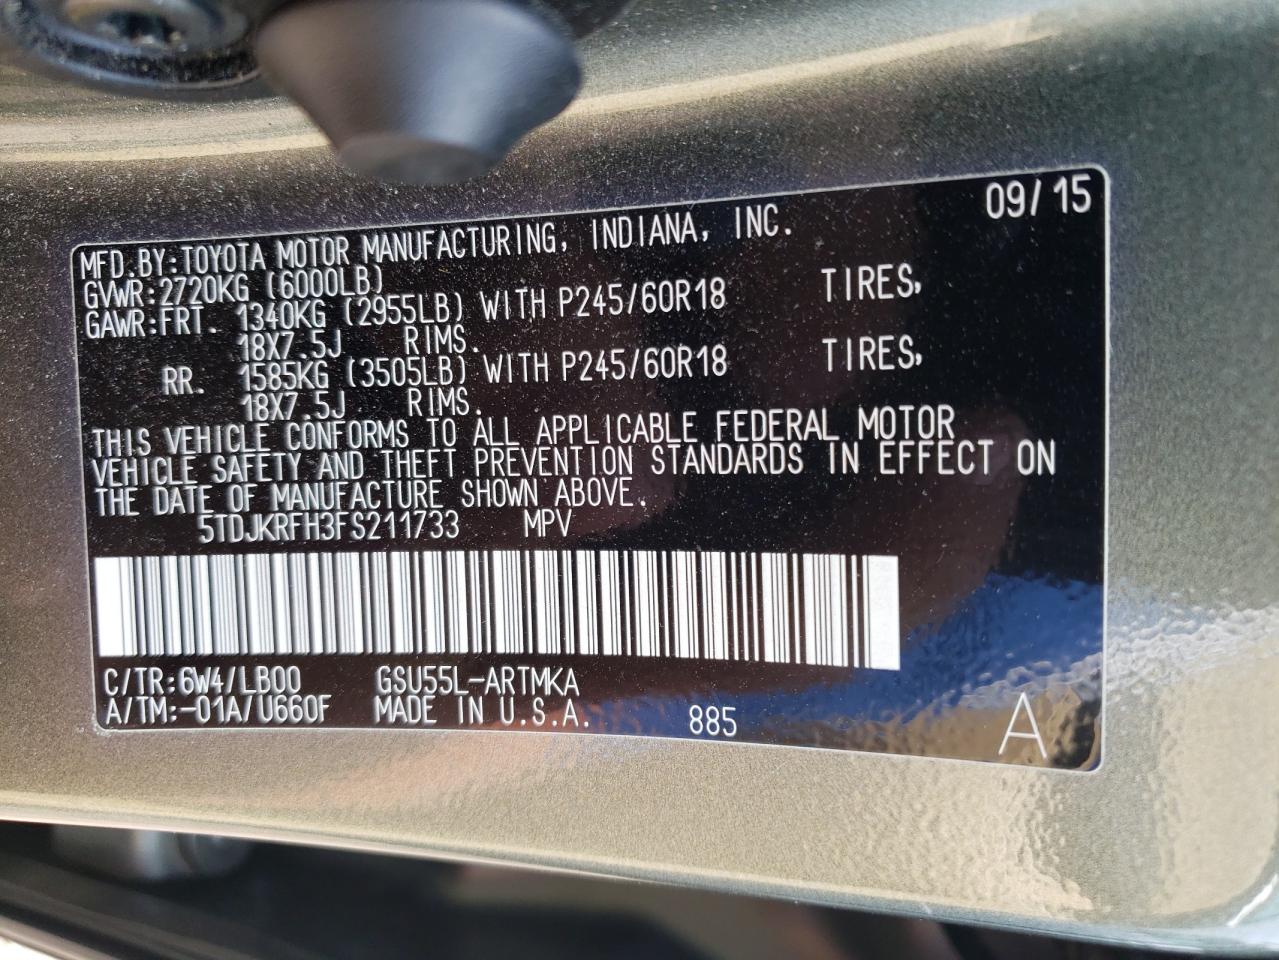 09/15
MFD.BY:TOYOTA MOTOR MANUFACTURING, INDIANA, INC.
GVWR:2720KG (6000LB)
GAWR:FRT. 1340KG (2955LB) WITH P245/60R18 TIRES,
18X7.5J RIMS.
RR. 1585KG (3505LB) WITH P245/60R18 TIRES,
18X7.5J RIMS.
THIS VEHICLE CONFORMS TO ALL APPLICABLE FEDERAL MOTOR
VEHICLE SAFETY AND THEFT PREVENTION STANDARDS IN EFFECT ON
THE DATE OF MANUFACTURE SHOWN ABOVE.
5TDJKRFH3FS211733 MPV
C/TR:6W4/LB00 GSU55L-ARTMKA
A/TM:-01A/U660F MADE IN U.S.A. 885 A